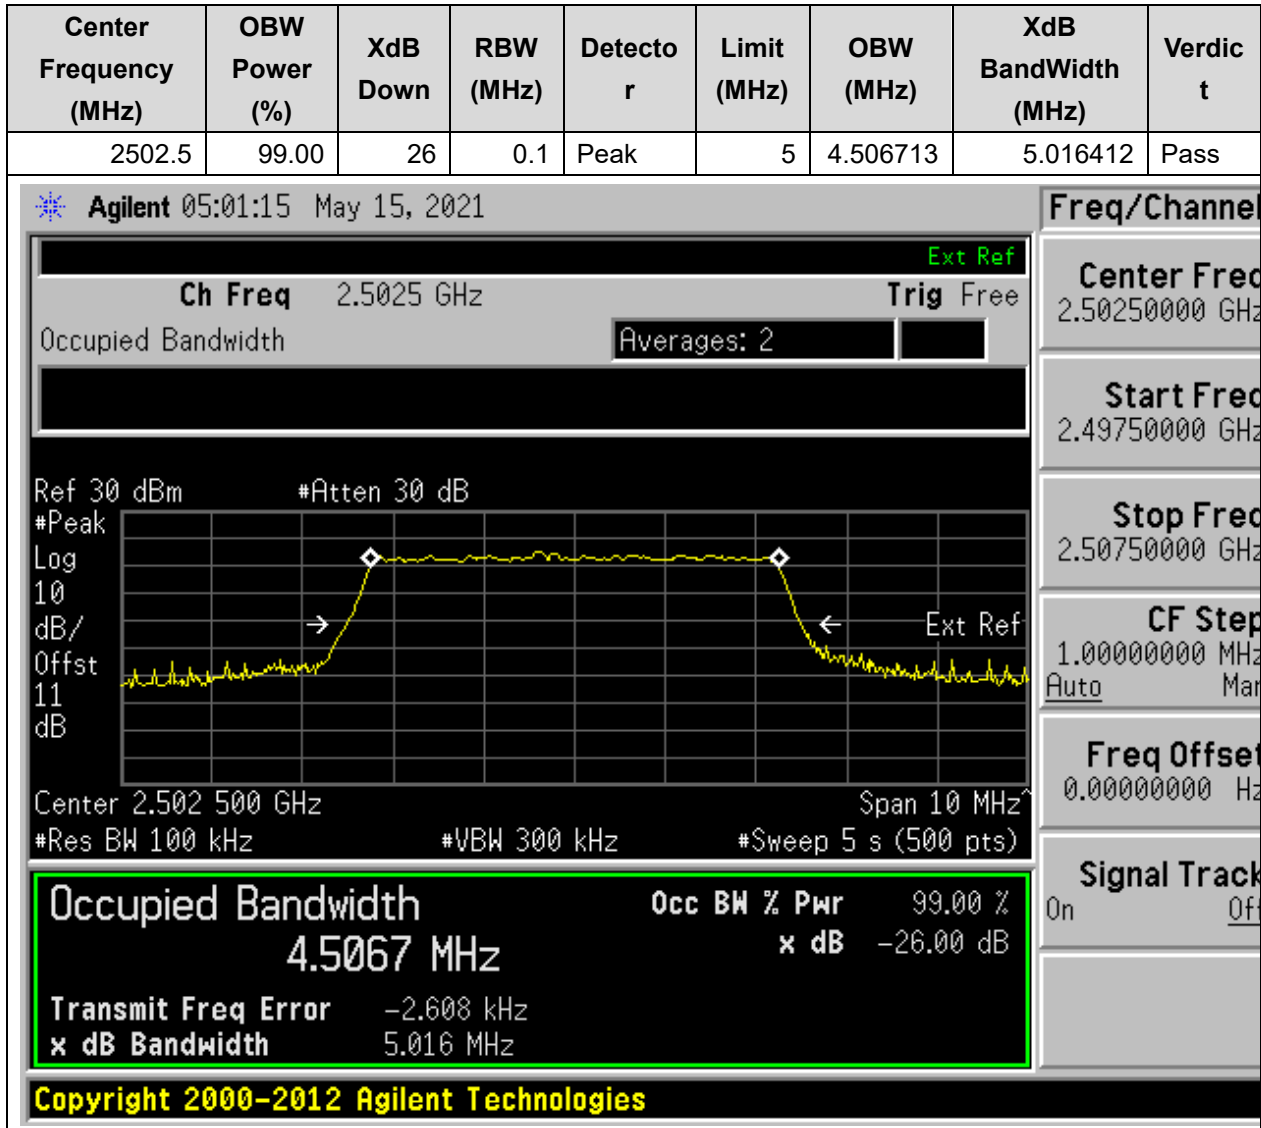 Center Frequency (MHz) OBW Power (%) XdB Down RBW (MHz) Detecto r Limit (MHz) OBW (MHz) XdB BandWidth (MHz) Verdic t
2502.5 99.00 26 0.1 Peak 5 4.506713 5.016412 Pass
Agilent 05:01:15 May 15, 2021
Ext Ref
Ch Freq 2.5025 GHz Trig Free
Occupied Bandwidth Averages: 2
Ref 30 dBm #Atten 30 dB
#Peak
Log
10
dB/
Offst
11
dB
Ext Ref
Center 2.502 500 GHz Span 10 MHz^
#Res BW 100 kHz #VBW 300 kHz #Sweep 5 s (500 pts)
Occupied Bandwidth
4.5067 MHz
Occ BW % Pwr 99.00 %
x dB -26.00 dB
Transmit Freq Error -2.608 kHz
x dB Bandwidth 5.016 MHz
Copyright 2000-2012 Agilent Technologies
Freq/Channel
Center Freq
2.50250000 GHz
Start Freq
2.49750000 GHz
Stop Freq
2.50750000 GHz
CF Step
1.00000000 MHz
Auto Man
Freq Offset
0.00000000 Hz
Signal Track
On Off